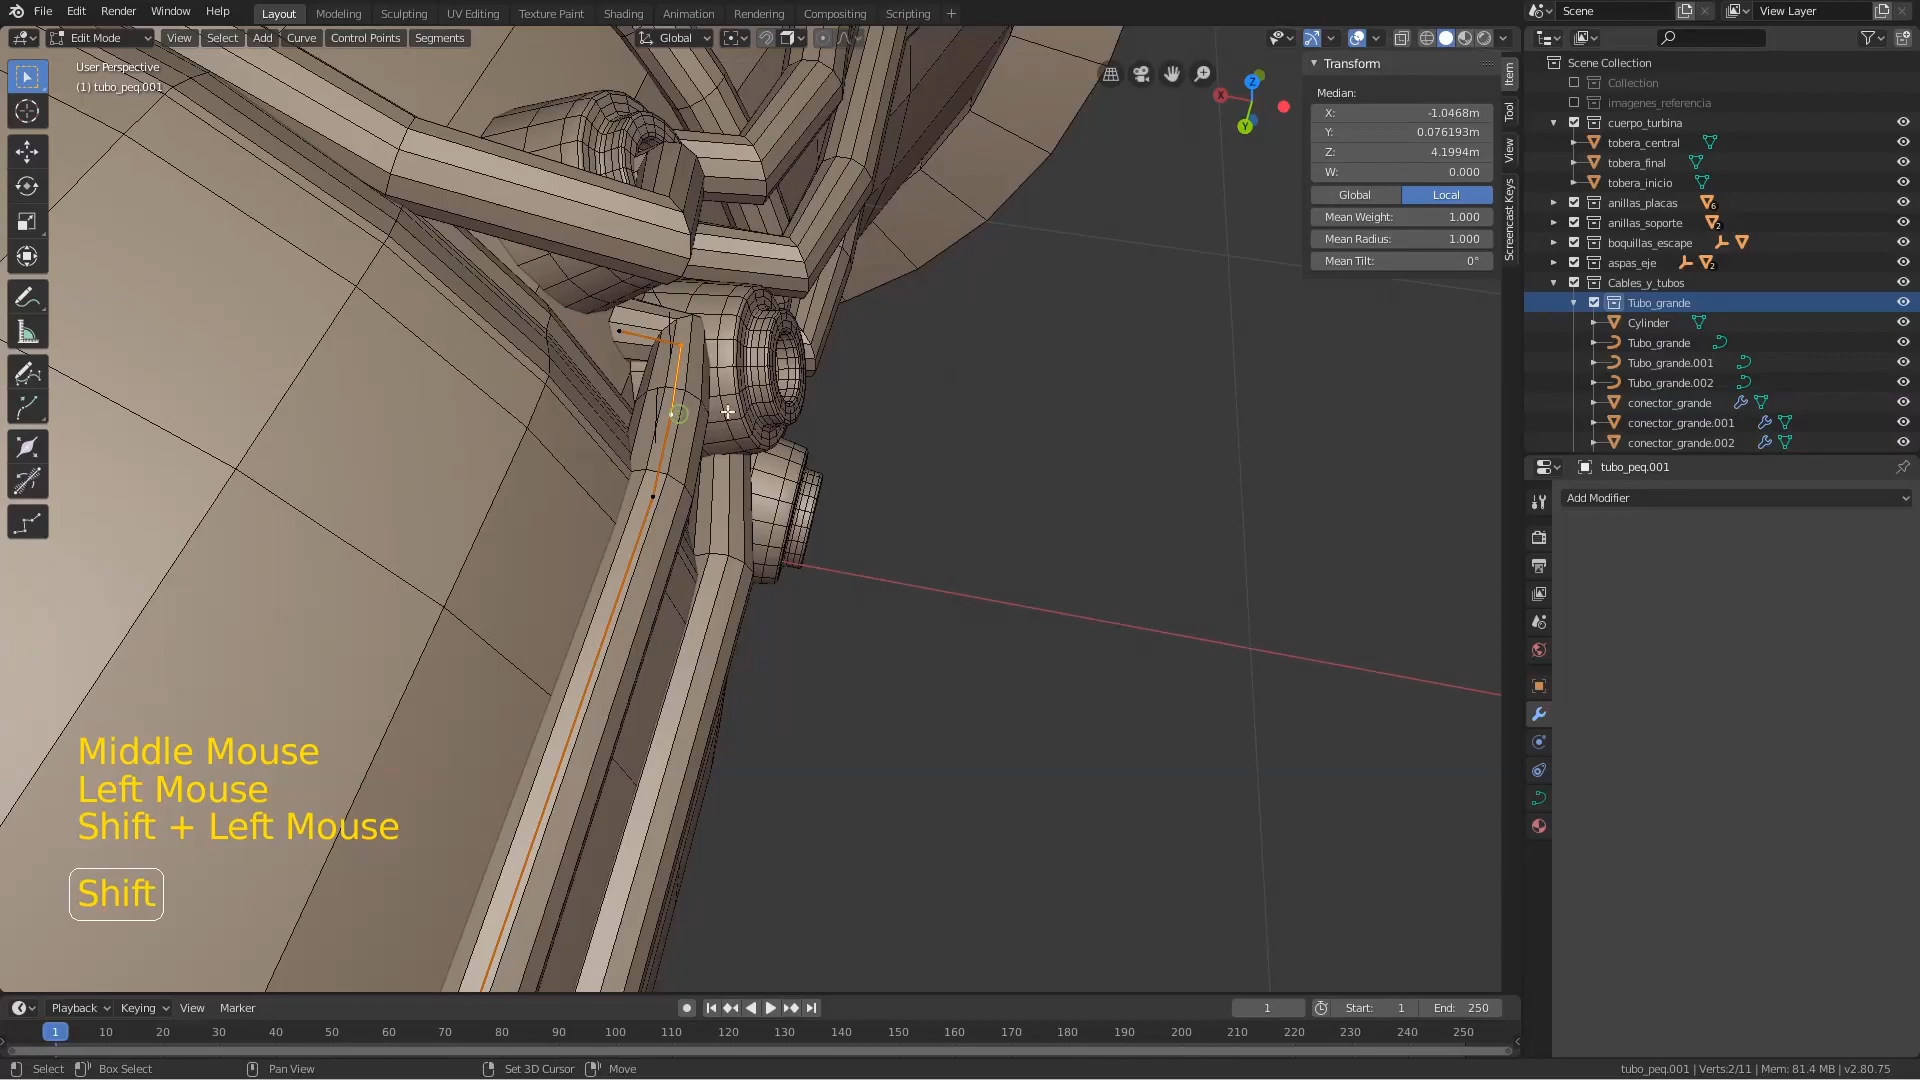 File Edit Render Window Help Layout Modeling Sculpting UV Editing Texture Paint Shading Animation Rendering Compositing Scripting Scene View Layer
Edit Mode View Select Add Curve Control Points Segments Global
User Perspective
(1) tubo_peq.001
Transform
Median:
X: -1.0468m
Y: 0.076193m
Z: 4.1994m
W: 0.000
Global Local
Mean Weight: 1.000
Mean Radius: 1.000
Mean Tilt: 0°
Item
Tool
View
Screencast Keys
X
Y
Z
Scene Collection
Collection
imagenes_referencia
cuerpo_turbina
tobera_central
tobera_final
tobera_inicio
anillas_placas 6
anillas_soporte 2
boquillas_escape
aspas_eje 2
Cables_y_tubos
Tubo_grande
Cylinder
Tubo_grande
Tubo_grande.001
Tubo_grande.002
conector_grande
conector_grande.001
conector_grande.002
tubo_peq.001
Add Modifier
Middle Mouse
Left Mouse
Shift + Left Mouse
Shift
Playback Keying View Marker 1 Start: 1 End: 250
1 10 20 30 40 50 60 70 80 90 100 110 120 130 140 150 160 170 180 190 200 210 220 230 240 250
Select Box Select Pan View Set 3D Cursor Move tubo_peq.001 | Verts:2/11 | Mem: 81.4 MB | v2.80.75